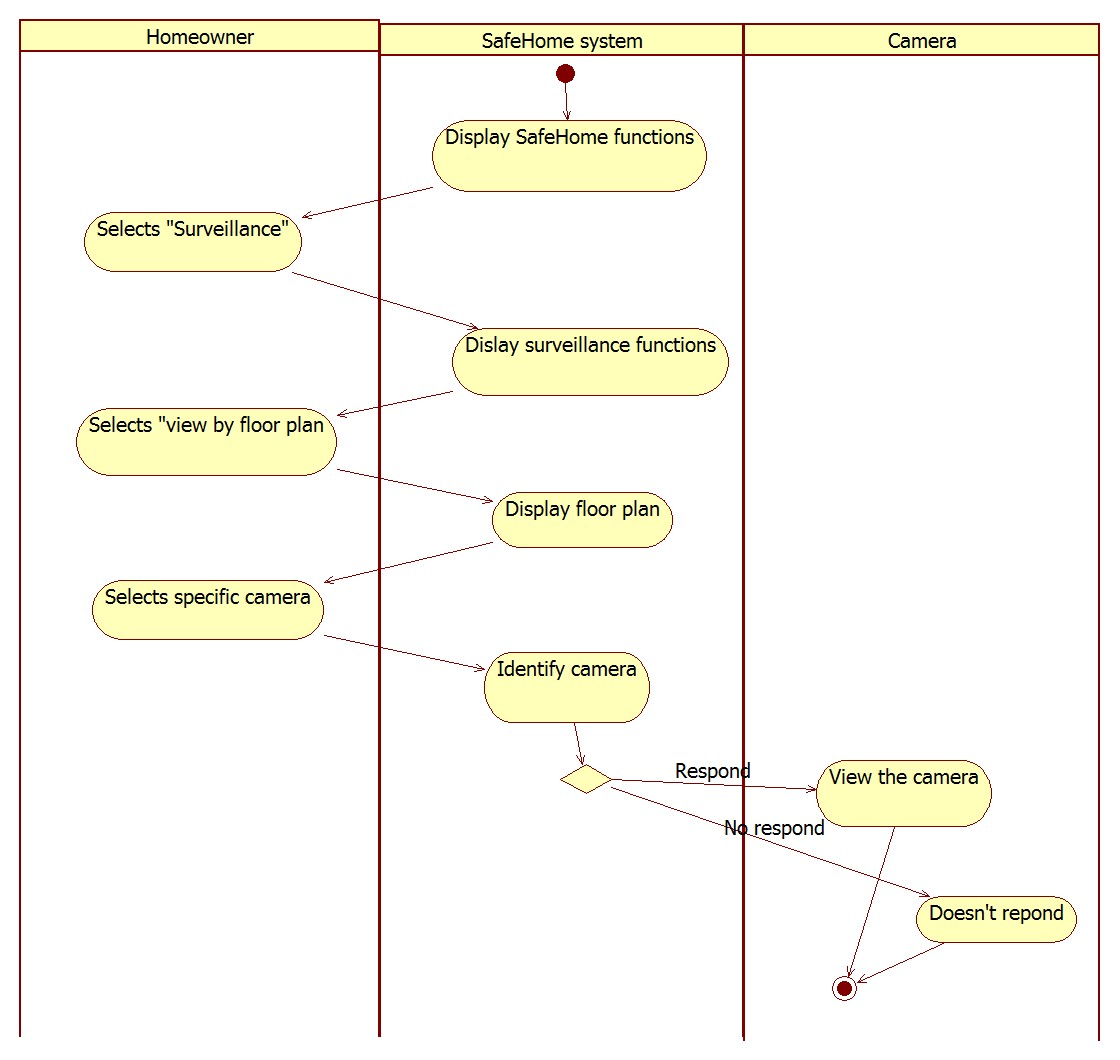 Homeowner
SafeHome system
Camera
Display SafeHome functions
Selects "Surveillance"
Dislay surveillance functions
Selects "view by floor plan
Display floor plan
Selects specific camera
Identify camera
Respond
View the camera
No respond
Doesn't repond